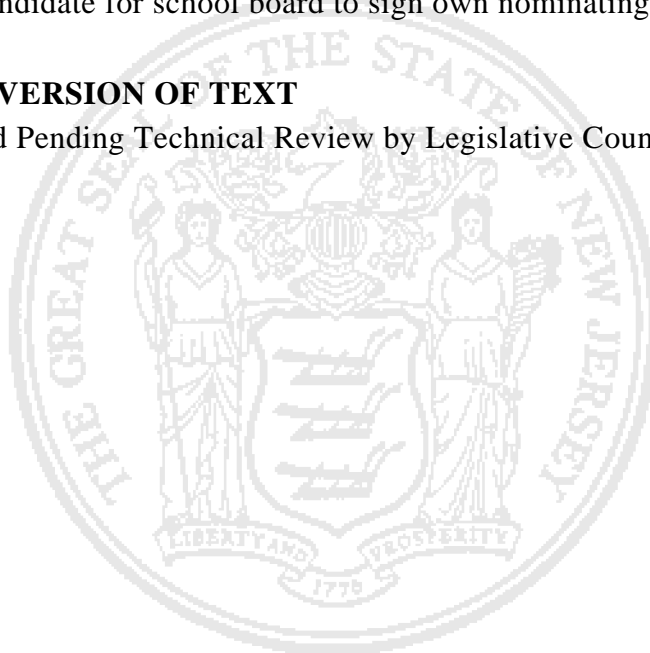 ndidate for school board to sign own nominating
VERSION OF TEXT
d Pending Technical Review by Legislative Coun
THE GREAT SEAL OF THE STATE OF NEW JERSEY
LIBERTY AND PROSPERITY
1776